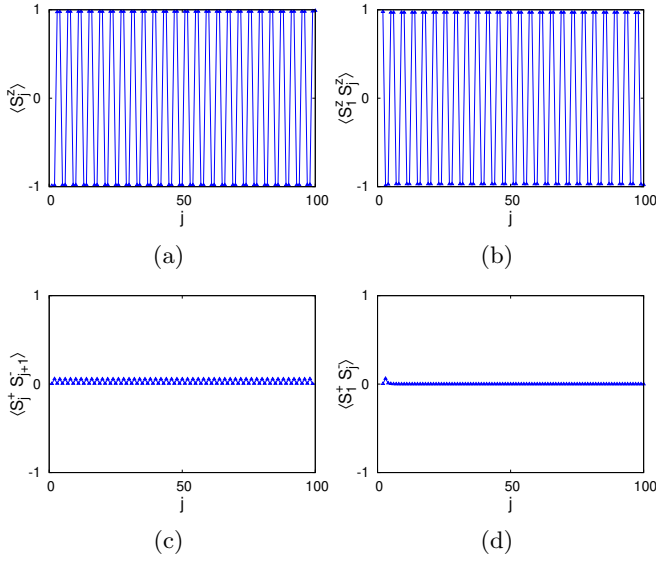 1
0
-1
⟨S_j^z⟩
0 50 100
j
(a)
1
0
-1
⟨S_1^z S_j^z⟩
0 50 100
j
(b)
1
0
-1
⟨S_j^+ S_{j+1}^-⟩
0 50 100
j
(c)
1
0
-1
⟨S_1^+ S_j^-⟩
0 50 100
j
(d)